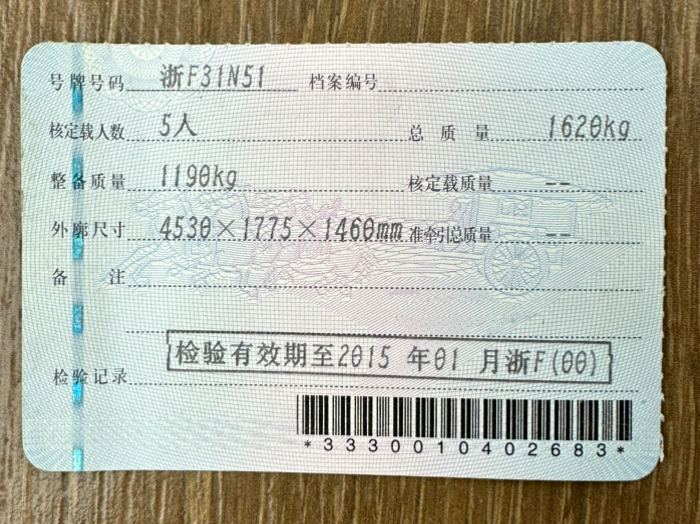 号牌号码 浙F31N51 档案编号
核定载人数 5人 总质量 1620kg
整备质量 1190kg 核定载质量 --
外廓尺寸 4530×1775×1460mm 准牵引总质量 --
备注
检验有效期至2015年01月浙F(00)
检验记录
*3330010402683*